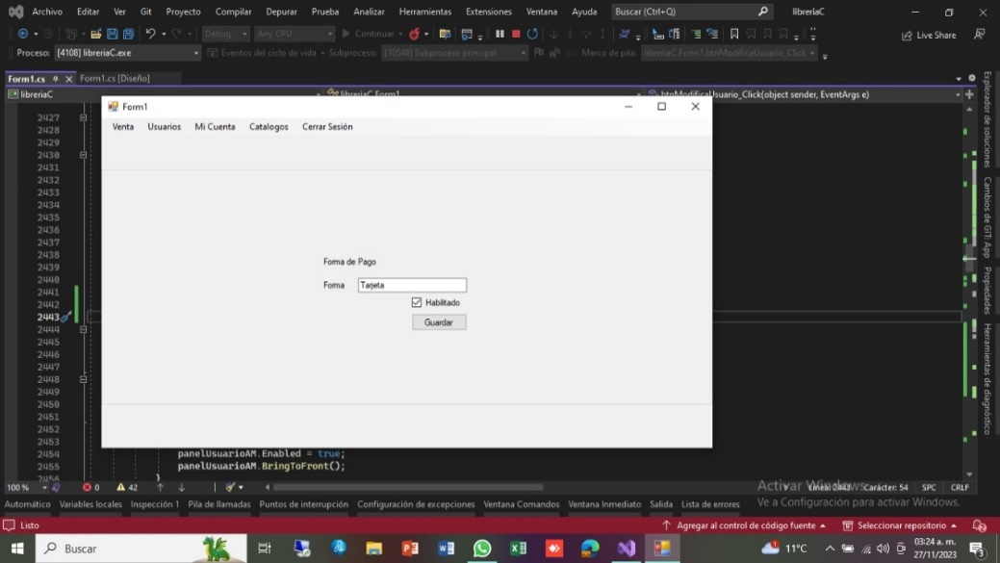 Archivo Editar Ver Git Proyecto Compilar Depurar Prueba Analizar Herramientas Extensiones Ventana Ayuda Buscar (Ctrl+Q) libreriaC
Debug Any CPU Continuar Live Share
Proceso: [4108] libreriaC.exe Eventos del ciclo de vida Subproceso: [10548] Subproceso principal Marco de pila: libreriaC.Form1.btnModificaUsuario_Click
Form1.cs Form1.cs [Diseño]
libreriaC libreriaC.Form1 btnModificaUsuario_Click(object sender, EventArgs e)
Form1
Venta Usuarios Mi Cuenta Catalogos Cerrar Sesión
Forma de Pago
Forma Tarjeta
Habilitado
Guardar
2427
2428
2429
2430
2431
2432
2433
2434
2435
2436
2437
2438
2439
2440
2441
2442
2443
2444
2445
2446
2447
2448
2449
2450
2451
2452
2453
2454 panelUsuarioAM.Enabled = true;
2455 panelUsuarioAM.BringToFront();
2456 }
Explorador de soluciones
Cambios de GIT: App
Propiedades
Herramientas de diagnóstico
100 % 0 42 Línea: 2443 Carácter: 54 SPC CRLF
Activar Windows
Ve a Configuración para activar Windows.
Automático Variables locales Inspección 1 Pila de llamadas Puntos de interrupción Configuración de excepciones Ventana Comandos Ventana Inmediato Salida Lista de errores
Listo Agregar al control de código fuente Seleccionar repositorio
Buscar 11°C 03:24 a. m.
27/11/2023